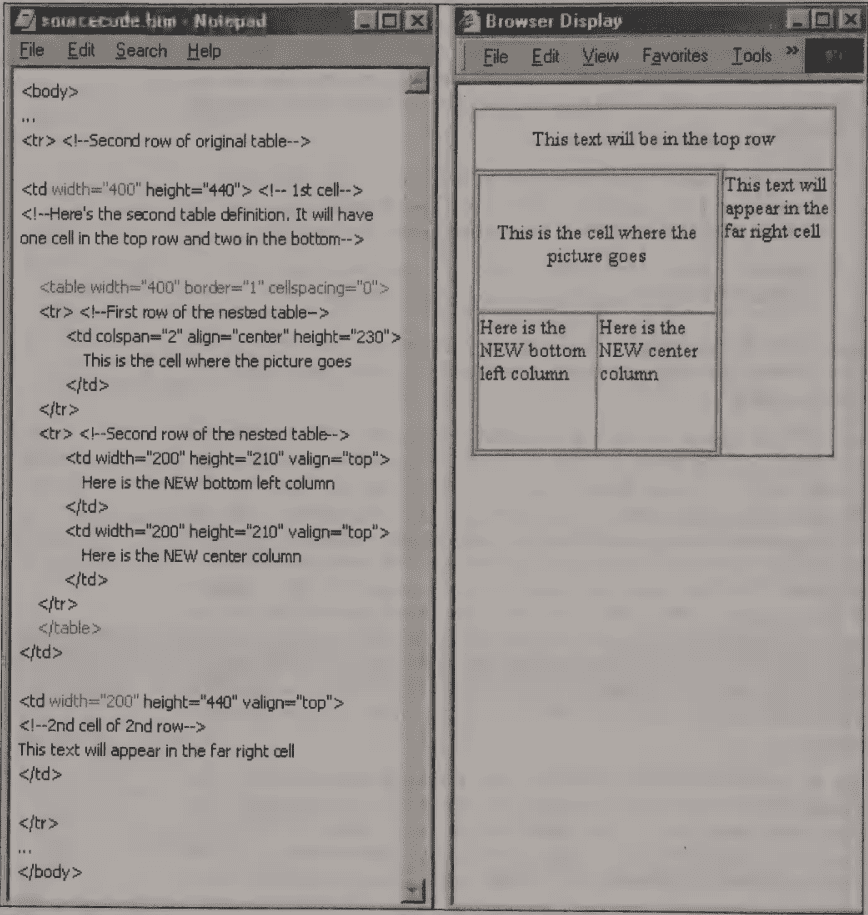 sourcecode.htm - Notepad
File Edit Search Help
<body>
...
<tr> <!--Second row of original table-->
<td width="400" height="440"> <!-- 1st cell-->
<!--Here's the second table definition. It will have
one cell in the top row and two in the bottom-->
<table width="400" border="1" cellspacing="0">
<tr> <!--First row of the nested table-->
<td colspan="2" align="center" height="230">
This is the cell where the picture goes
</td>
</tr>
<tr> <!--Second row of the nested table-->
<td width="200" height="210" valign="top">
Here is the NEW bottom left column
</td>
<td width="200" height="210" valign="top">
Here is the NEW center column
</td>
</tr>
</table>
</td>
<td width="200" height="440" valign="top">
<!--2nd cell of 2nd row-->
This text will appear in the far right cell
</td>
</tr>
...
</body>
Browser Display
File Edit View Favorites Tools »
This text will be in the top row
This is the cell where the
picture goes
This text will
appear in the
far right cell
Here is the
NEW bottom
left column
Here is the
NEW center
column